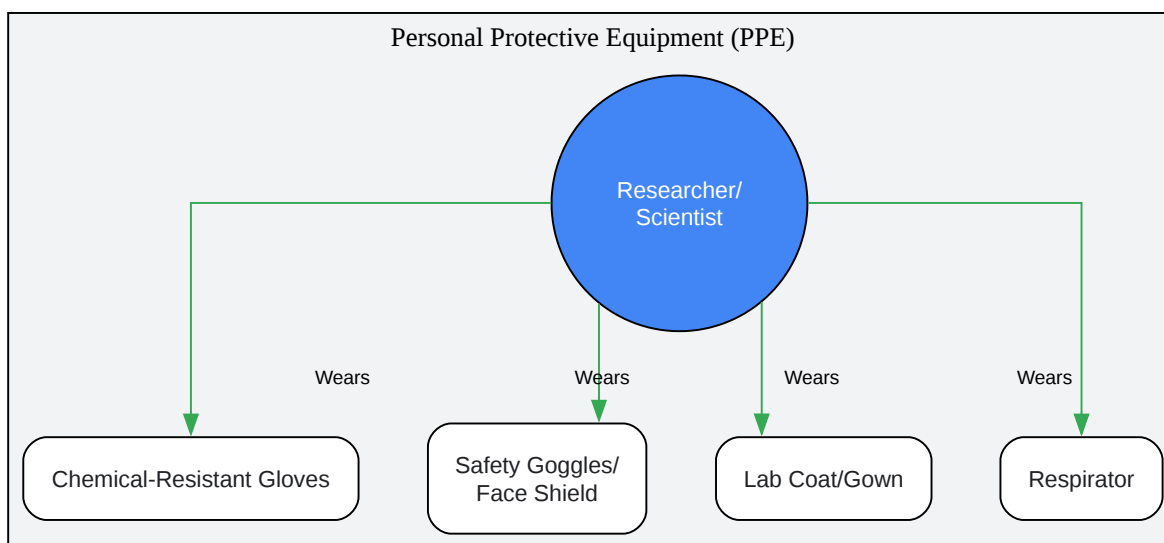 Personal Protective Equipment (PPE)
Researcher/
Scientist
Wears
Wears
Wears
Wears
Chemical-Resistant Gloves
Safety Goggles/
Face Shield
Lab Coat/Gown
Respirator